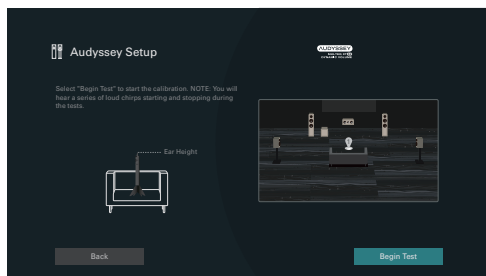 Audyssey Setup
AUDYSSEY
Select "Begin Test" to start the calibration. NOTE: You will
hear a series of loud chirps starting and stopping during
the tests.
Ear Height
Back
Begin Test